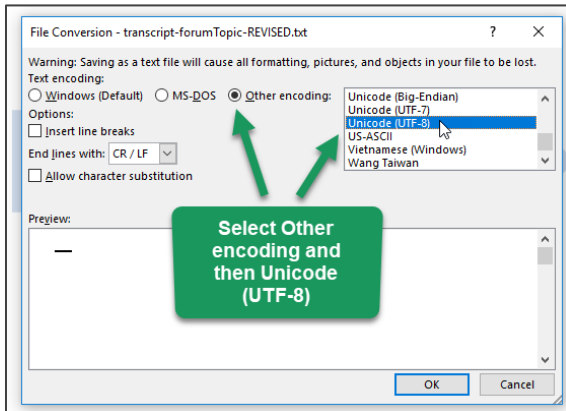 File Conversion - transcript-forumTopic-REVISED.txt
Warning: Saving as a text file will cause all formatting, pictures, and objects in your file to be lost.
Text encoding:
Windows (Default) MS-DOS Other encoding:
Unicode (Big-Endian)
Unicode (UTF-7)
Unicode (UTF-8)
US-ASCII
Vietnamese (Windows)
Wang Taiwan
Options:
Insert line breaks
End lines with: CR / LF
Allow character substitution
Preview:
Select Other
encoding and
then Unicode
(UTF-8)
OK Cancel